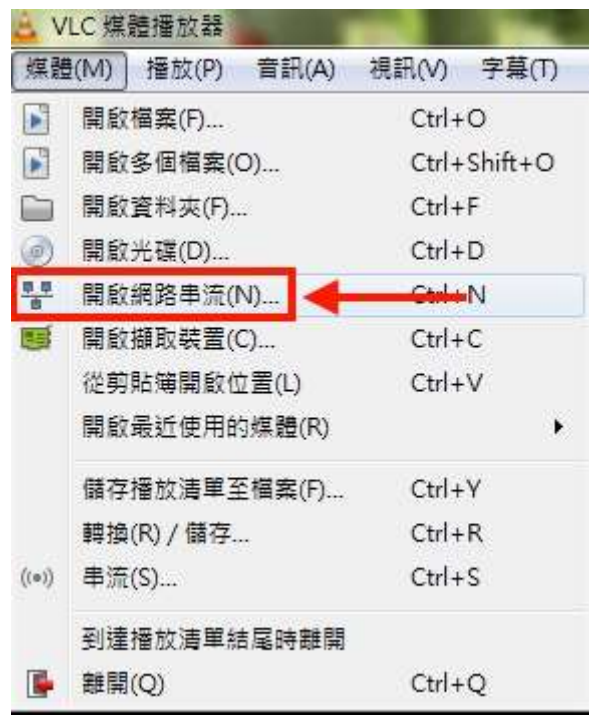 VLC 媒體播放器
媒體(M) 播放(P) 音訊(A) 視訊(V) 字幕(T)
開啟檔案(F)... Ctrl+O
開啟多個檔案(O)... Ctrl+Shift+O
開啟資料夾(F)... Ctrl+F
開啟光碟(D)... Ctrl+D
開啟網路串流(N)... Ctrl+N
開啟擷取裝置(C)... Ctrl+C
從剪貼簿開啟位置(L) Ctrl+V
開啟最近使用的媒體(R)
儲存播放清單至檔案(F)... Ctrl+Y
轉換(R) / 儲存... Ctrl+R
串流(S)... Ctrl+S
到達播放清單結尾時離開
離開(Q) Ctrl+Q